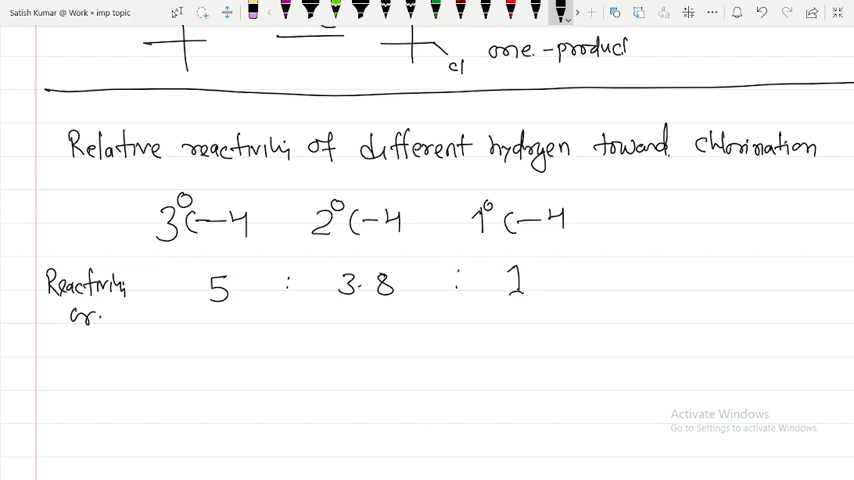 Satish Kumar @ Work » imp topic
one - product
Cl
Relative reactivity of different hydrogen toward chlorination
3° C-H 2° C-H 1° C-H
Reactivity 5 : 3.8 : 1
or.
Activate Windows
Go to Settings to activate Windows.